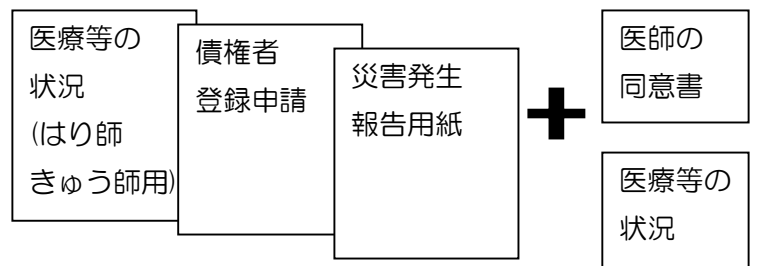 医療等の
状況
(はり師
きゅう師用)
債権者
登録申請
災害発生
報告用紙
+
医師の
同意書
医療等の
状況